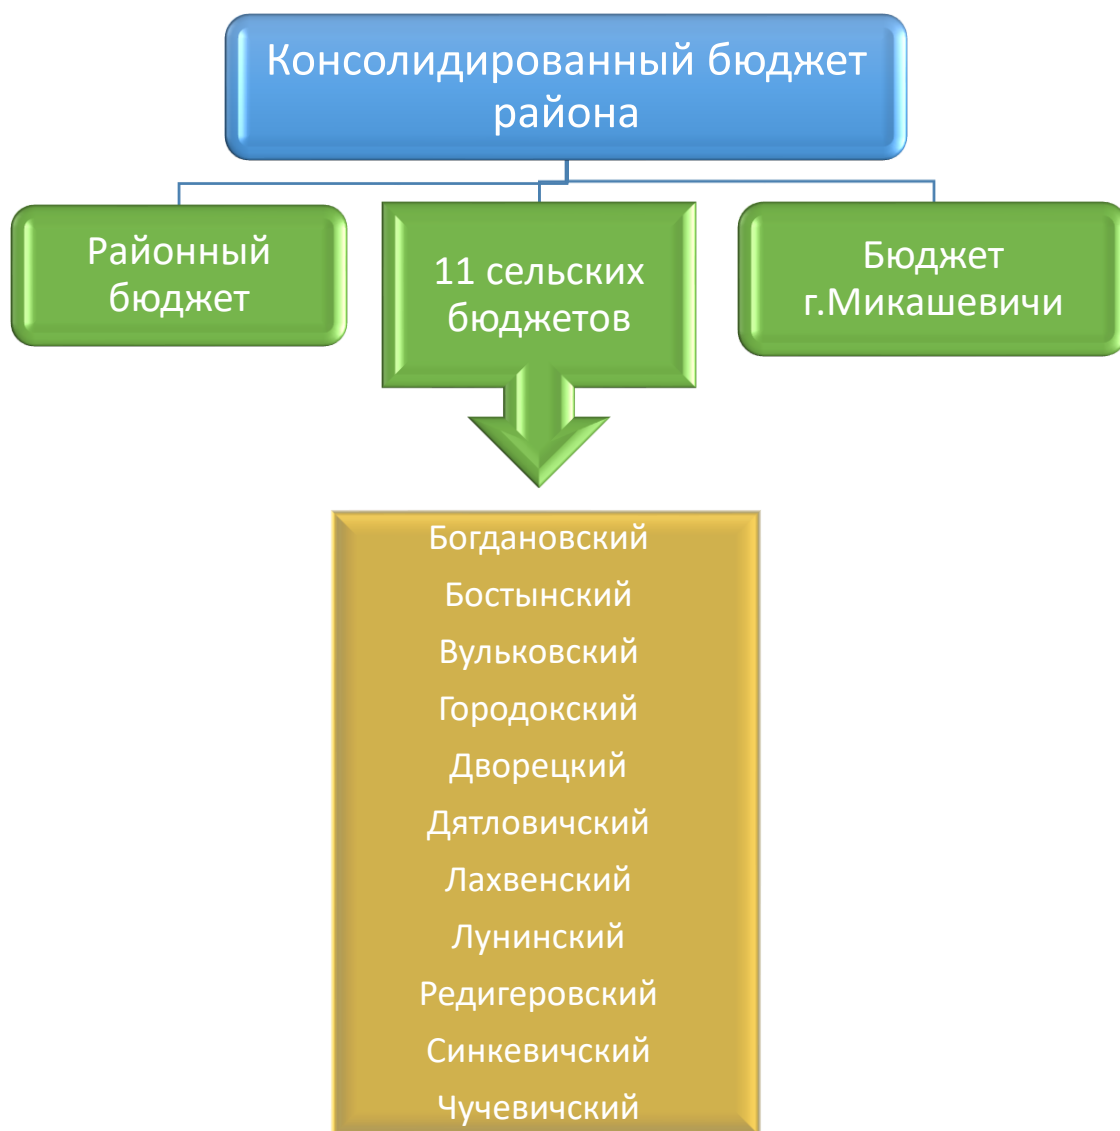 Консолидированный бюджет
района
Районный
бюджет
11 сельских
бюджетов
Бюджет
г.Микашевичи
Богдановский
Бостынский
Вульковский
Городокский
Дворецкий
Дятловичский
Лахвенский
Лунинский
Редигеровский
Синкевичский
Чучевичский